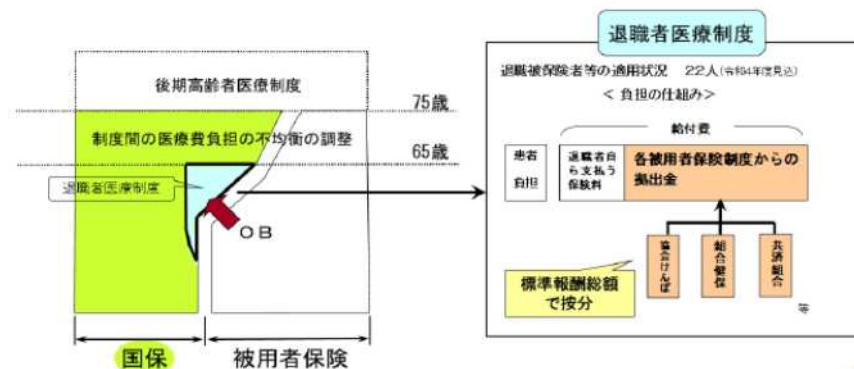 後期高齢者医療制度
75歳
制度間の医療費負担の不均衡の調整
65歳
退職者医療制度
OB
国保
被用者保険
退職者医療制度
退職被保険者等の適用状況 22人(令和4年度見込)
< 負担の仕組み>
給付費
患者
負担
退職者自
ら支払う
保険料
各被用者保険制度からの
拠出金
標準報酬総額
で按分
協会けんぽ
組合健保
共済組合
等